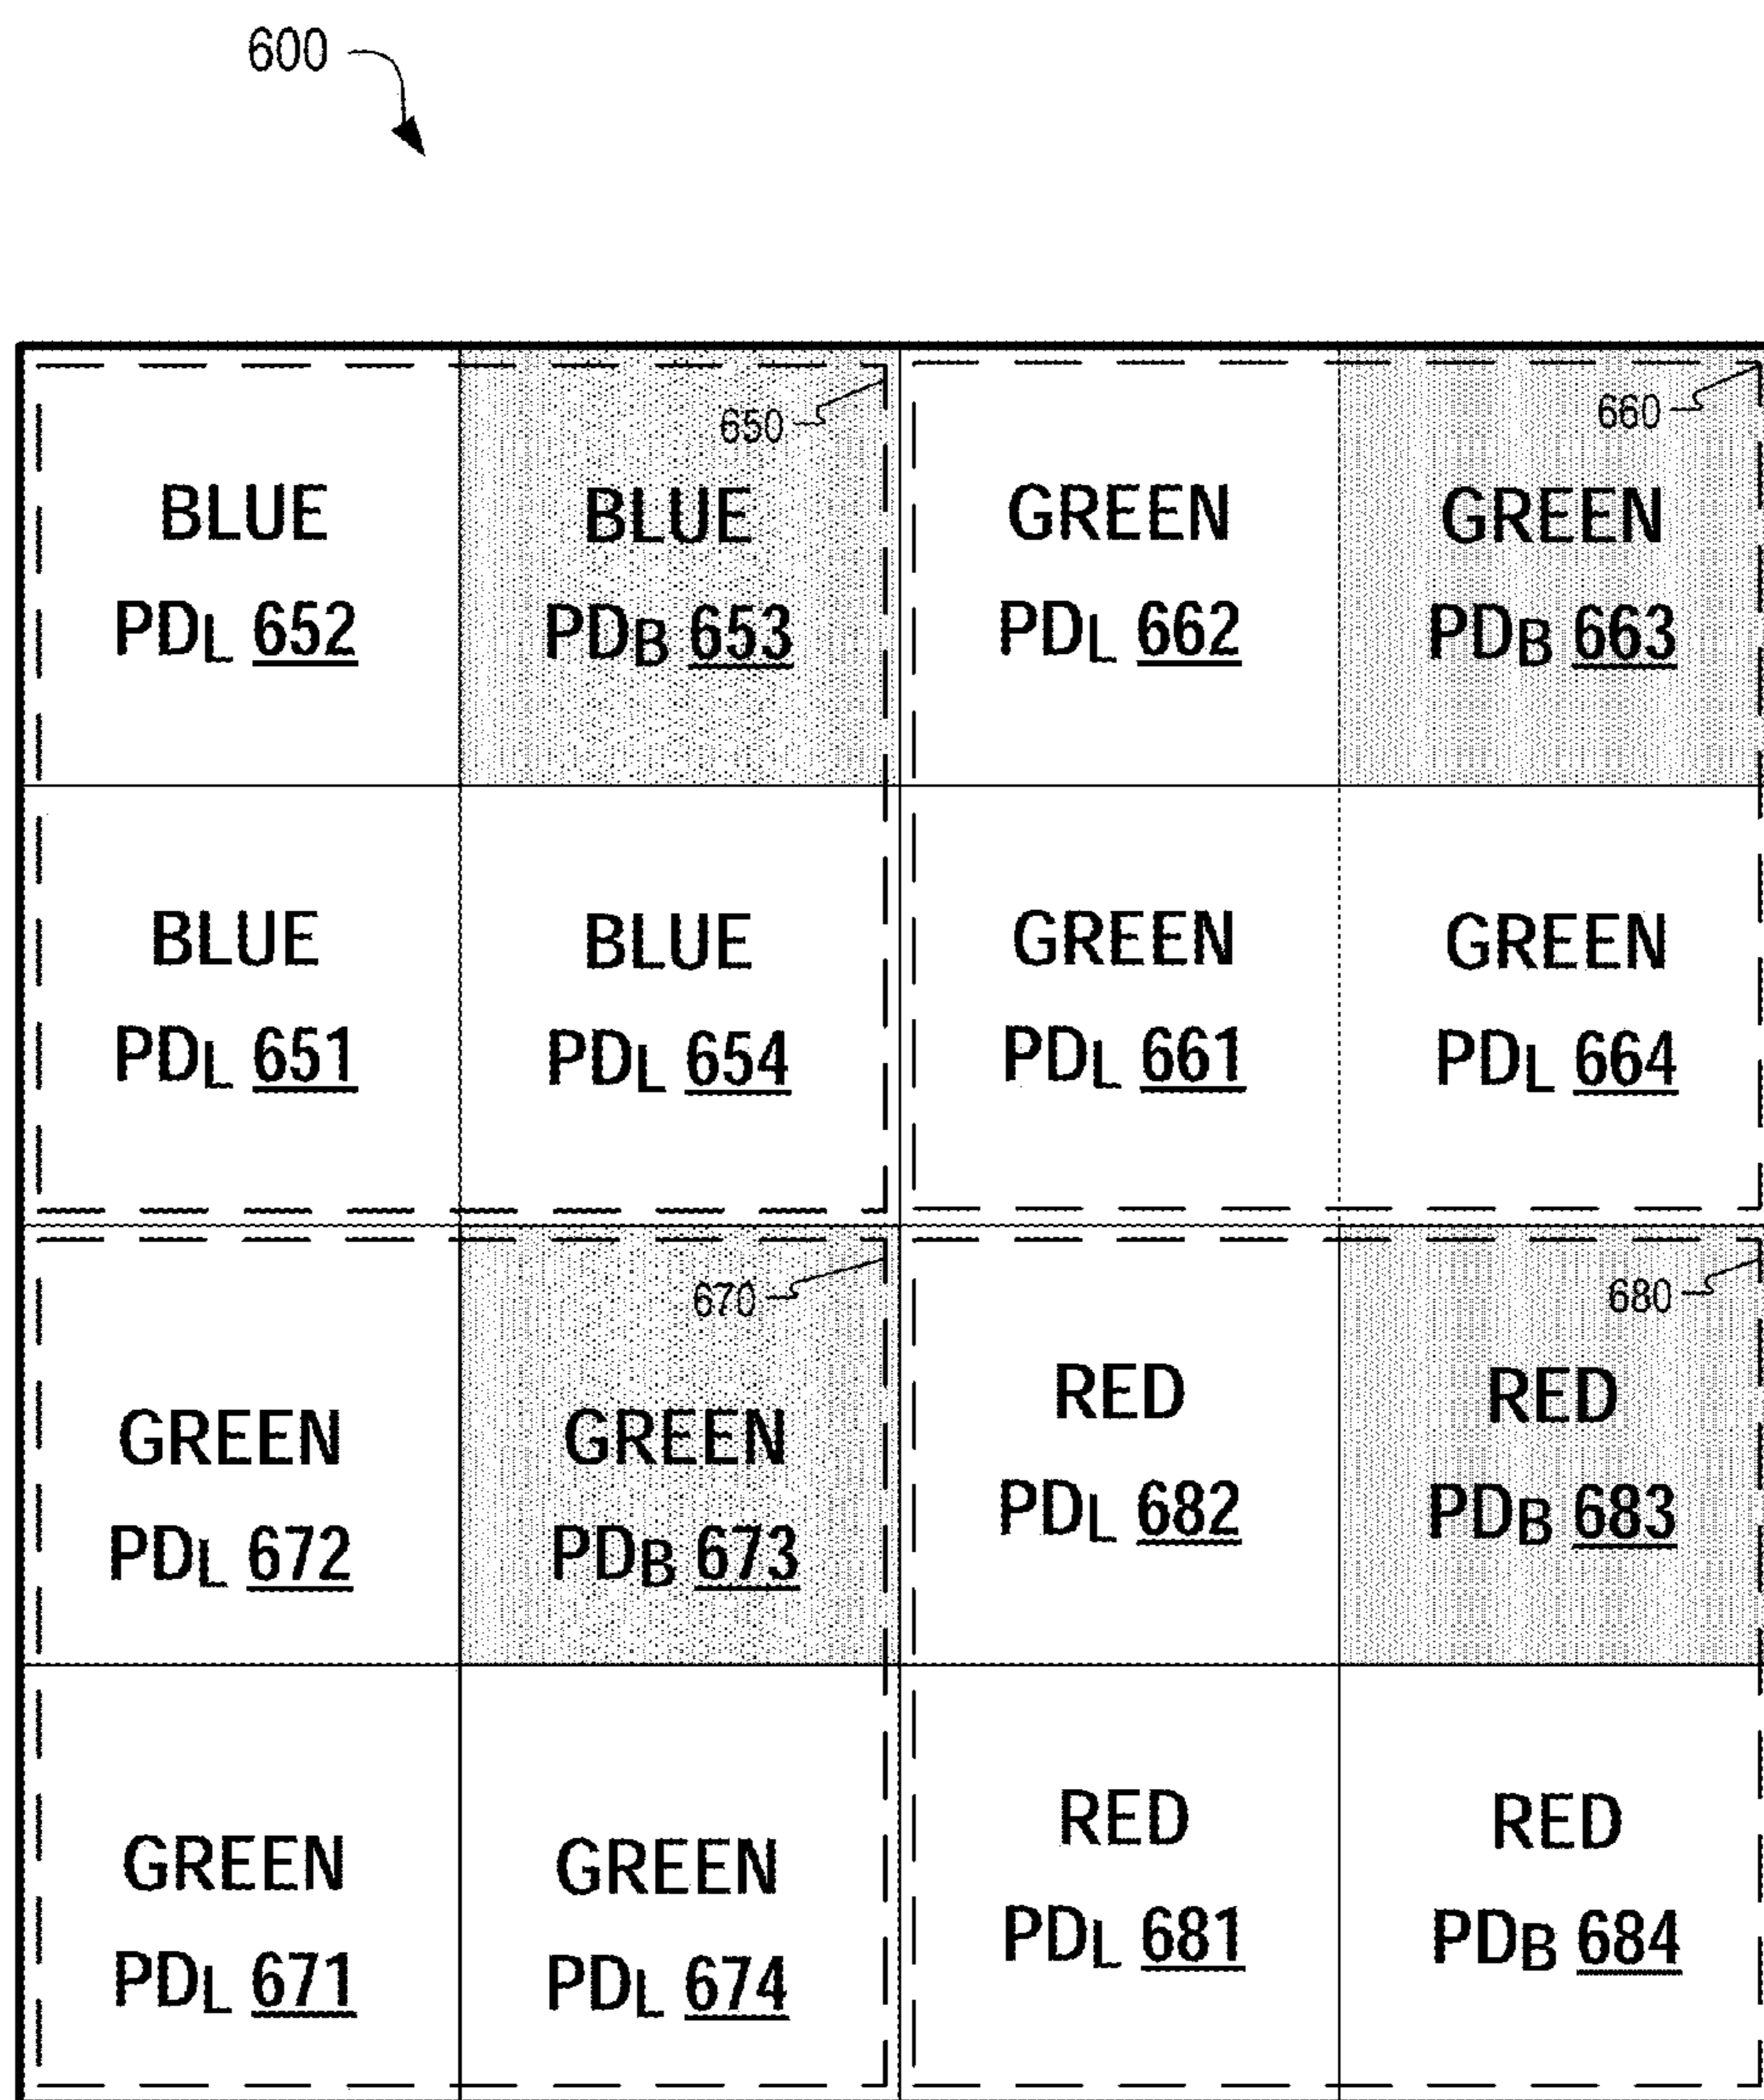 600
650
660
BLUE BLUE GREEN GREEN
PDL 652 PDB 653 PDL 662 PDB 663
BLUE BLUE GREEN GREEN
PDL 651 PDL 654 PDL 661 PDL 664
670
680
GREEN GREEN RED RED
PDL 672 PDB 673 PDL 682 PDB 683
GREEN GREEN RED RED
PDL 671 PDL 674 PDL 681 PDB 684